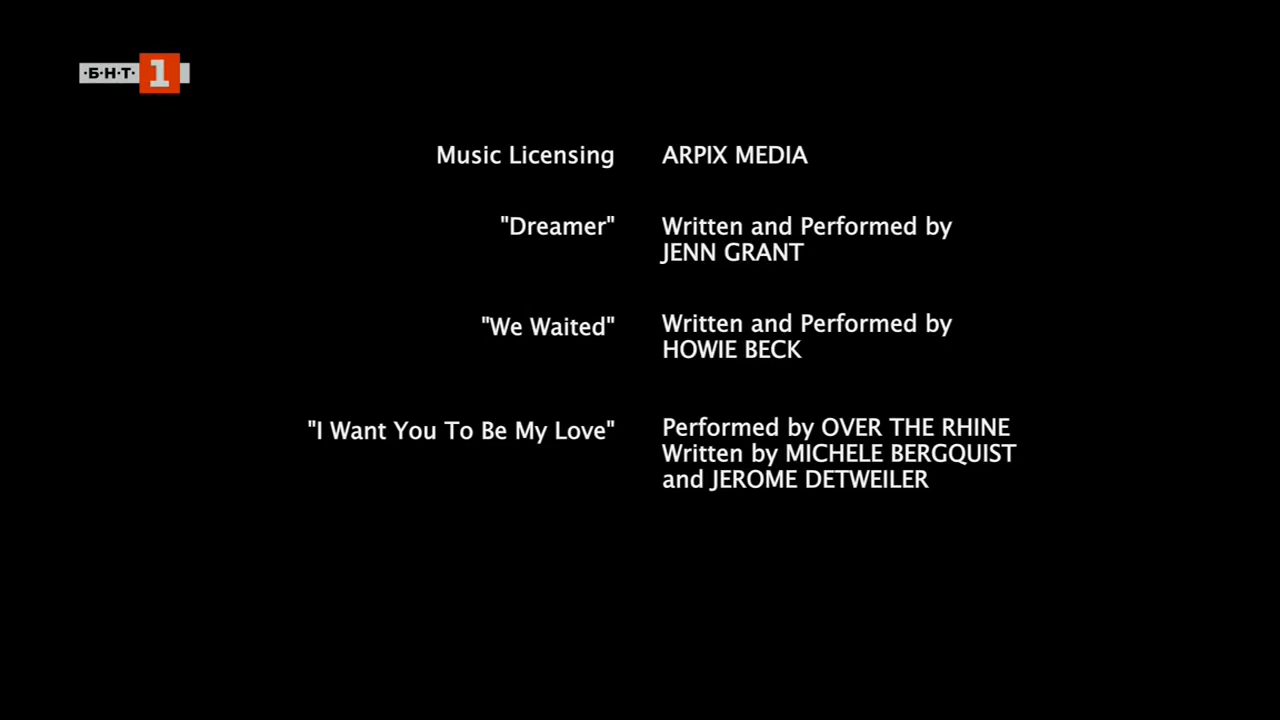 ·Б·Н·Т· 1
Music Licensing ARPIX MEDIA
"Dreamer" Written and Performed by
JENN GRANT
"We Waited" Written and Performed by
HOWIE BECK
"I Want You To Be My Love" Performed by OVER THE RHINE
Written by MICHELE BERGQUIST
and JEROME DETWEILER